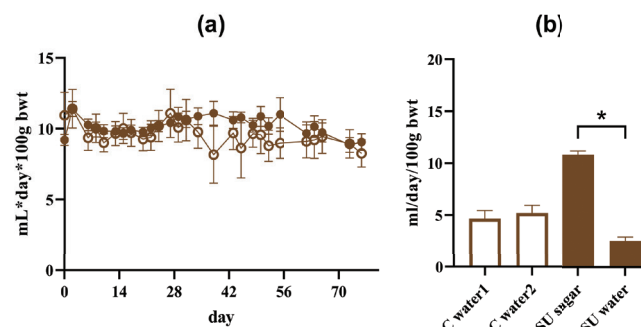 (a)
(b)
mL*day*100g bwt
15
10
5
0
0 14 28 42 56 70
day
ml/day/100g bwt
20
15
10
5
0
*
C water1
C water2
SU sugar
SU water